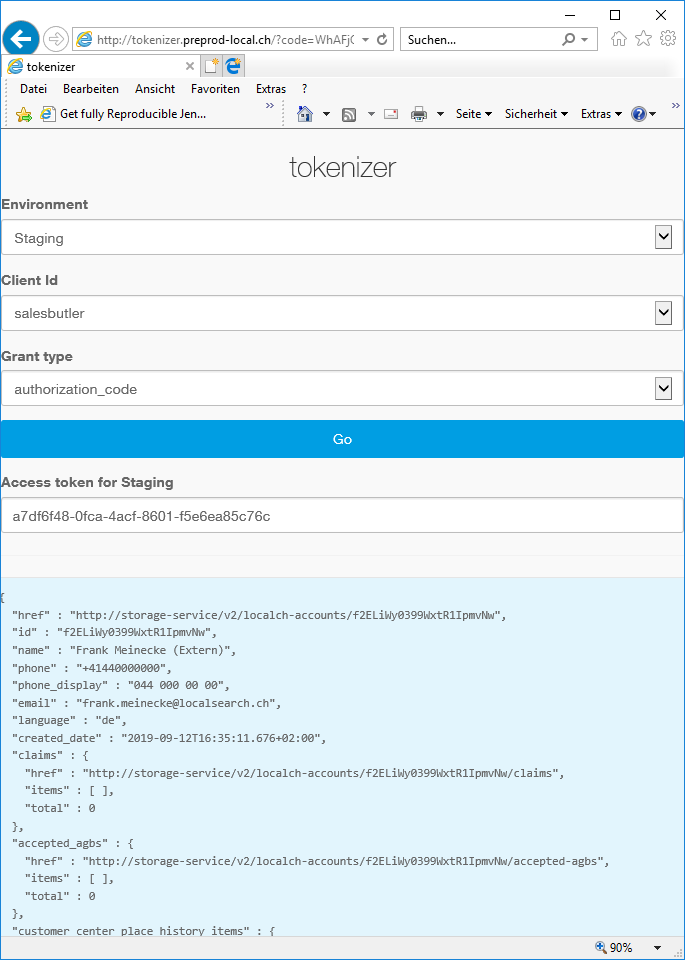 http://tokenizer.preprod-local.ch/?code=WhAFj
Suchen...
tokenizer
Datei Bearbeiten Ansicht Favoriten Extras ?
Get fully Reproducible Jen... Seite Sicherheit Extras
tokenizer
Environment
Staging
Client Id
salesbutler
Grant type
authorization_code
Go
Access token for Staging
a7df6f48-0fca-4acf-8601-f5e6ea85c76c
{
"href" : "http://storage-service/v2/localch-accounts/f2ELiWy0399WxtR1IpmvNw",
"id" : "f2ELiWy0399WxtR1IpmvNw",
"name" : "Frank Meinecke (Extern)",
"phone" : "+41440000000",
"phone_display" : "044 000 00 00",
"email" : "frank.meinecke@localsearch.ch",
"language" : "de",
"created_date" : "2019-09-12T16:35:11.676+02:00",
"claims" : {
"href" : "http://storage-service/v2/localch-accounts/f2ELiWy0399WxtR1IpmvNw/claims",
"items" : [ ],
"total" : 0
},
"accepted_agbs" : {
"href" : "http://storage-service/v2/localch-accounts/f2ELiWy0399WxtR1IpmvNw/accepted-agbs",
"items" : [ ],
"total" : 0
},
"customer_center_place_history_items" : {
90%